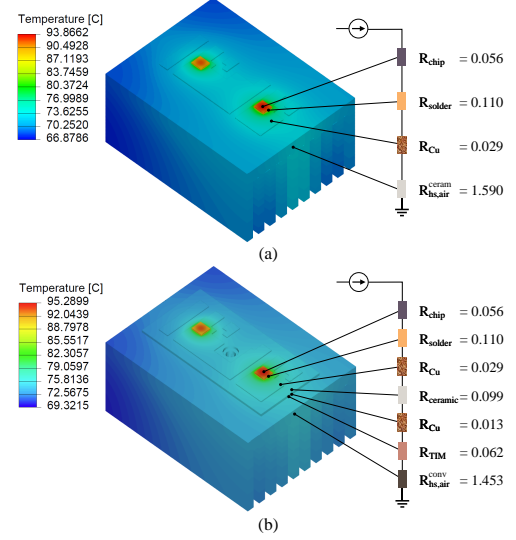 Temperature [C]
93.8662
90.4928
87.1193
83.7459
80.3724
76.9989
73.6255
70.2520
66.8786
Rchip = 0.056
Rsolder = 0.110
RCu = 0.029
Rhs,air ceram = 1.590
(a)
Temperature [C]
95.2899
92.0439
88.7978
85.5517
82.3057
79.0597
75.8136
72.5675
69.3215
Rchip = 0.056
Rsolder = 0.110
RCu = 0.029
Rceramic = 0.099
RCu = 0.013
RTIM = 0.062
Rhs,air conv = 1.453
(b)